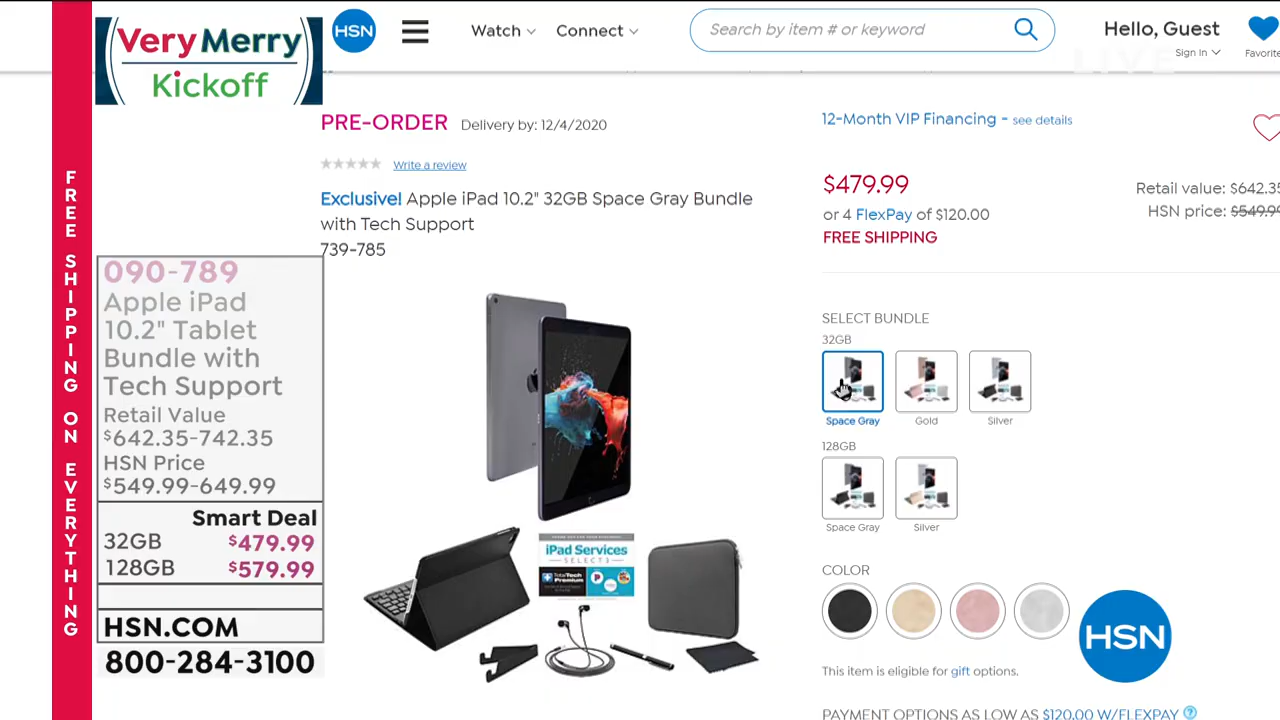 Very Merry
Kickoff
HSN
Watch
Connect
Search by item # or keyword
Hello, Guest
Sign In
Favorite
LIVE
FREE SHIPPING ON EVERYTHING
PRE-ORDER Delivery by: 12/4/2020
Write a review
Exclusive! Apple iPad 10.2" 32GB Space Gray Bundle
with Tech Support
739-785
090-789
Apple iPad
10.2" Tablet
Bundle with
Tech Support
Retail Value
$642.35-742.35
HSN Price
$549.99-649.99
Smart Deal
32GB $479.99
128GB $579.99
HSN.COM
800-284-3100
iPad Services
SELECT
TotalTech
Premium
12-Month VIP Financing - see details
$479.99
Retail value: $642.35
or 4 FlexPay of $120.00
HSN price: $549.99
FREE SHIPPING
SELECT BUNDLE
32GB
Space Gray
Gold
Silver
128GB
Space Gray
Silver
COLOR
HSN
This item is eligible for gift options.
PAYMENT OPTIONS AS LOW AS $120.00 W/FLEXPAY ?